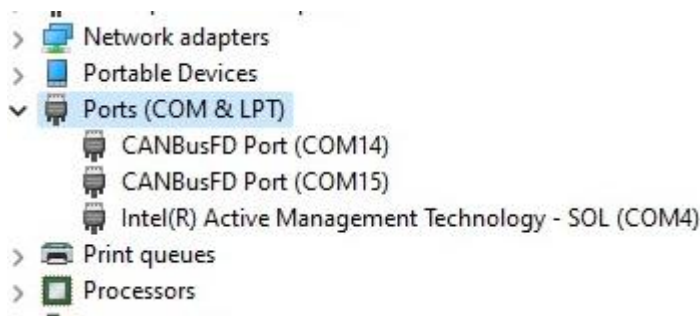 Network adapters
Portable Devices
Ports (COM & LPT)
CANBusFD Port (COM14)
CANBusFD Port (COM15)
Intel(R) Active Management Technology - SOL (COM4)
Print queues
Processors